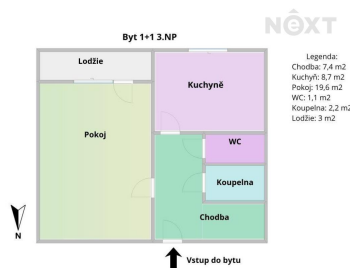 NEXT
Byt 1+1 3.NP
Legenda:
Chodba: 7,4 m2
Kuchyň: 8,7 m2
Pokoj: 19,6 m2
WC: 1,1 m2
Koupelna: 2,2 m2
Lodžie: 3 m2
Lodžie
Kuchyně
Pokoj
WC
Koupelna
Chodba
N
Vstup do bytu